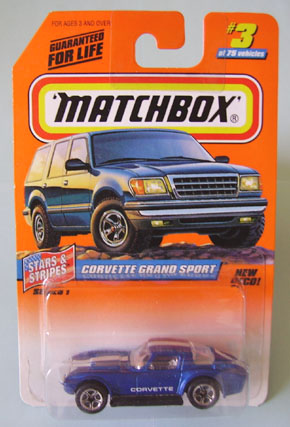 FOR AGES 3 AND OVER
GUARANTEED
FOR LIFE
#3
of 75 vehicles
MATCHBOX®
STARS &
STRIPES
SERIES 1
CORVETTE GRAND SPORT
NEW
DECO!
CORVETTE